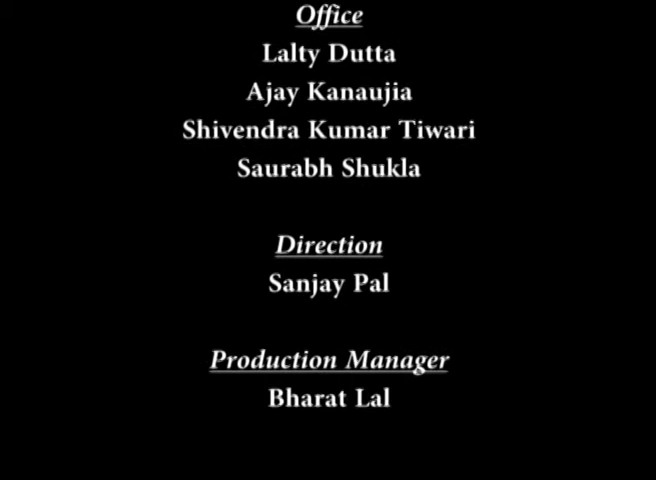 Office
Lalty Dutta
Ajay Kanaujia
Shivendra Kumar Tiwari
Saurabh Shukla
Direction
Sanjay Pal
Production Manager
Bharat Lal